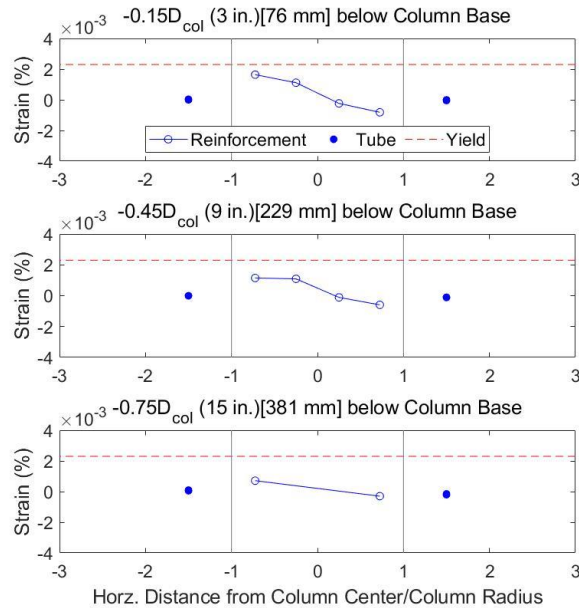 -0.15D_col (3 in.)[76 mm] below Column Base
×10^-3
4
2
0
-2
-4
Strain (%)
Reinforcement Tube Yield
-3 -2 -1 0 1 2 3
-0.45D_col (9 in.)[229 mm] below Column Base
×10^-3
4
2
0
-2
-4
Strain (%)
-3 -2 -1 0 1 2 3
-0.75D_col (15 in.)[381 mm] below Column Base
×10^-3
4
2
0
-2
-4
Strain (%)
-3 -2 -1 0 1 2 3
Horz. Distance from Column Center/Column Radius